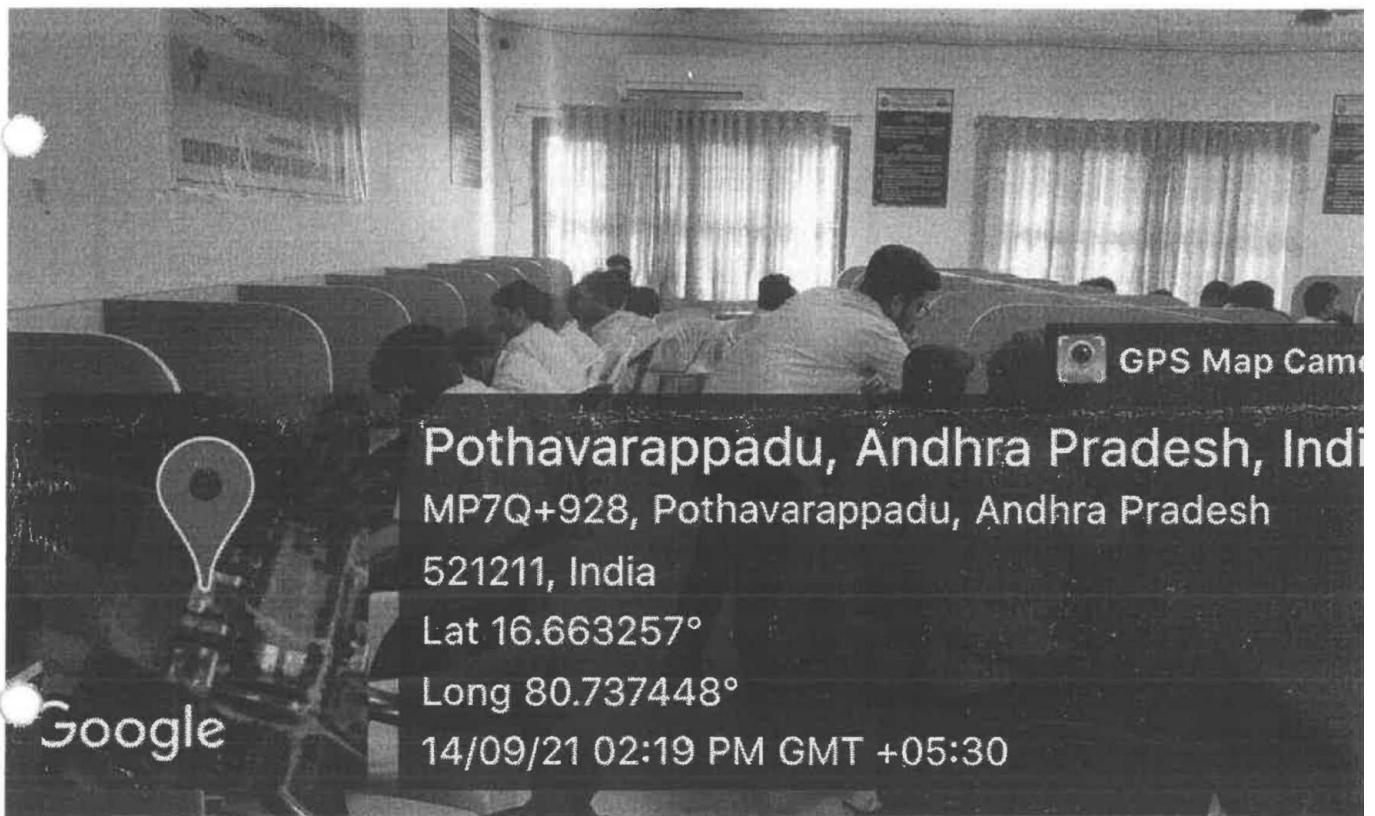 GPS Map Came
Pothavarappadu, Andhra Pradesh, Indi
MP7Q+928, Pothavarappadu, Andhra Pradesh
521211, India
Lat 16.663257°
Long 80.737448°
14/09/21 02:19 PM GMT +05:30
Google